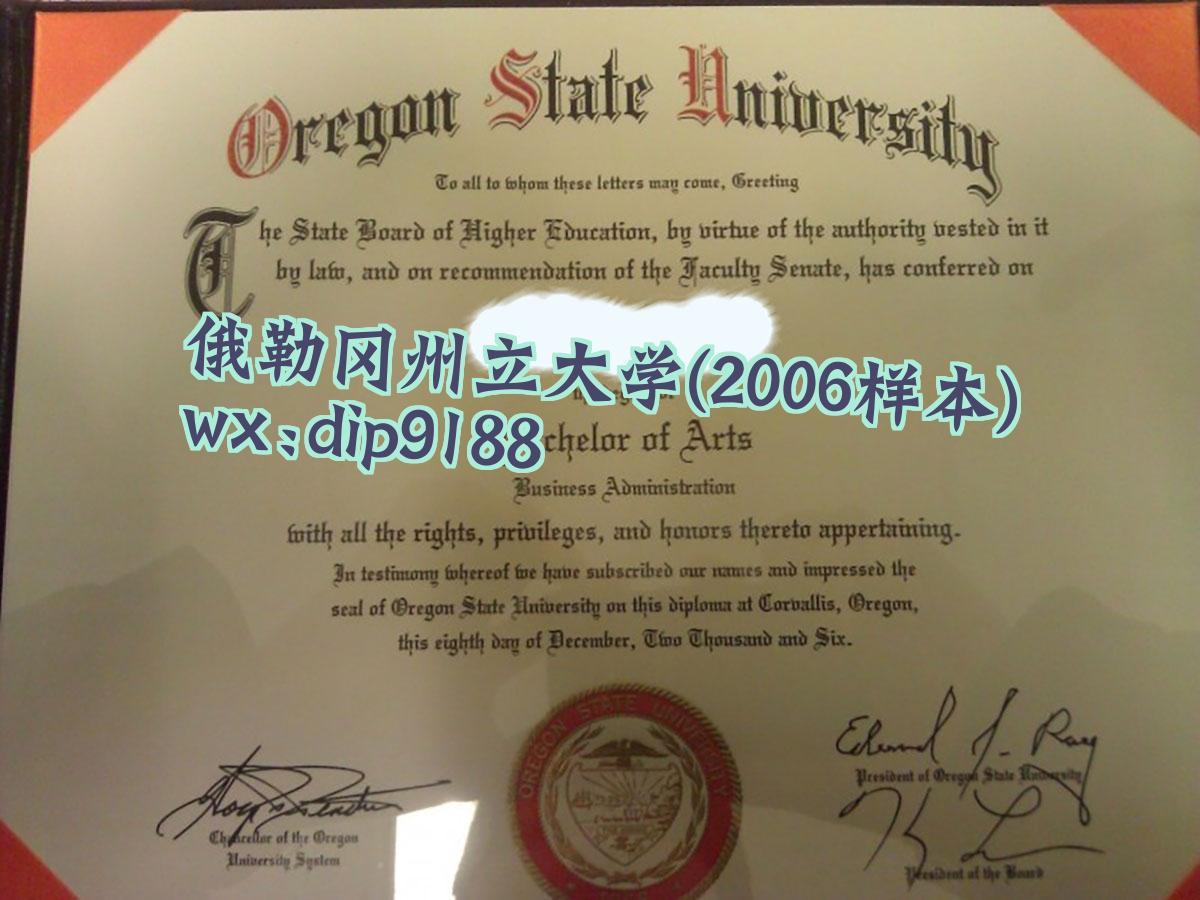 Oregon State University
To all to whom these letters may come, Greeting
The State Board of Higher Education, by virtue of the authority vested in it
by law, and on recommendation of the Faculty Senate, has conferred on
俄勒冈州立大学(2006样本)
wx:dip9188
chelor of Arts
Business Administration
with all the rights, privileges, and honors thereto appertaining.
In testimony whereof we have subscribed our names and impressed the
seal of Oregon State University on this diploma at Corvallis, Oregon,
this eighth day of December, Two Thousand and Six.
OREGON STATE UNIVERSITY
Edward J. Ray
President of Oregon State University
Chancellor of the Oregon
University System
President of the Board